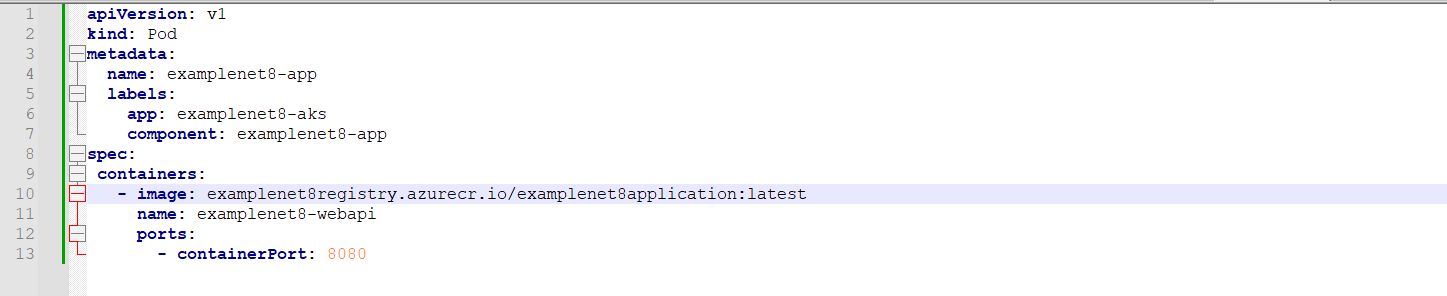 1 apiVersion: v1
2 kind: Pod
3 metadata:
4   name: examplenet8-app
5   labels:
6     app: examplenet8-aks
7     component: examplenet8-app
8 spec:
9  containers:
10    - image: examplenet8registry.azurecr.io/examplenet8application:latest
11      name: examplenet8-webapi
12      ports:
13        - containerPort: 8080